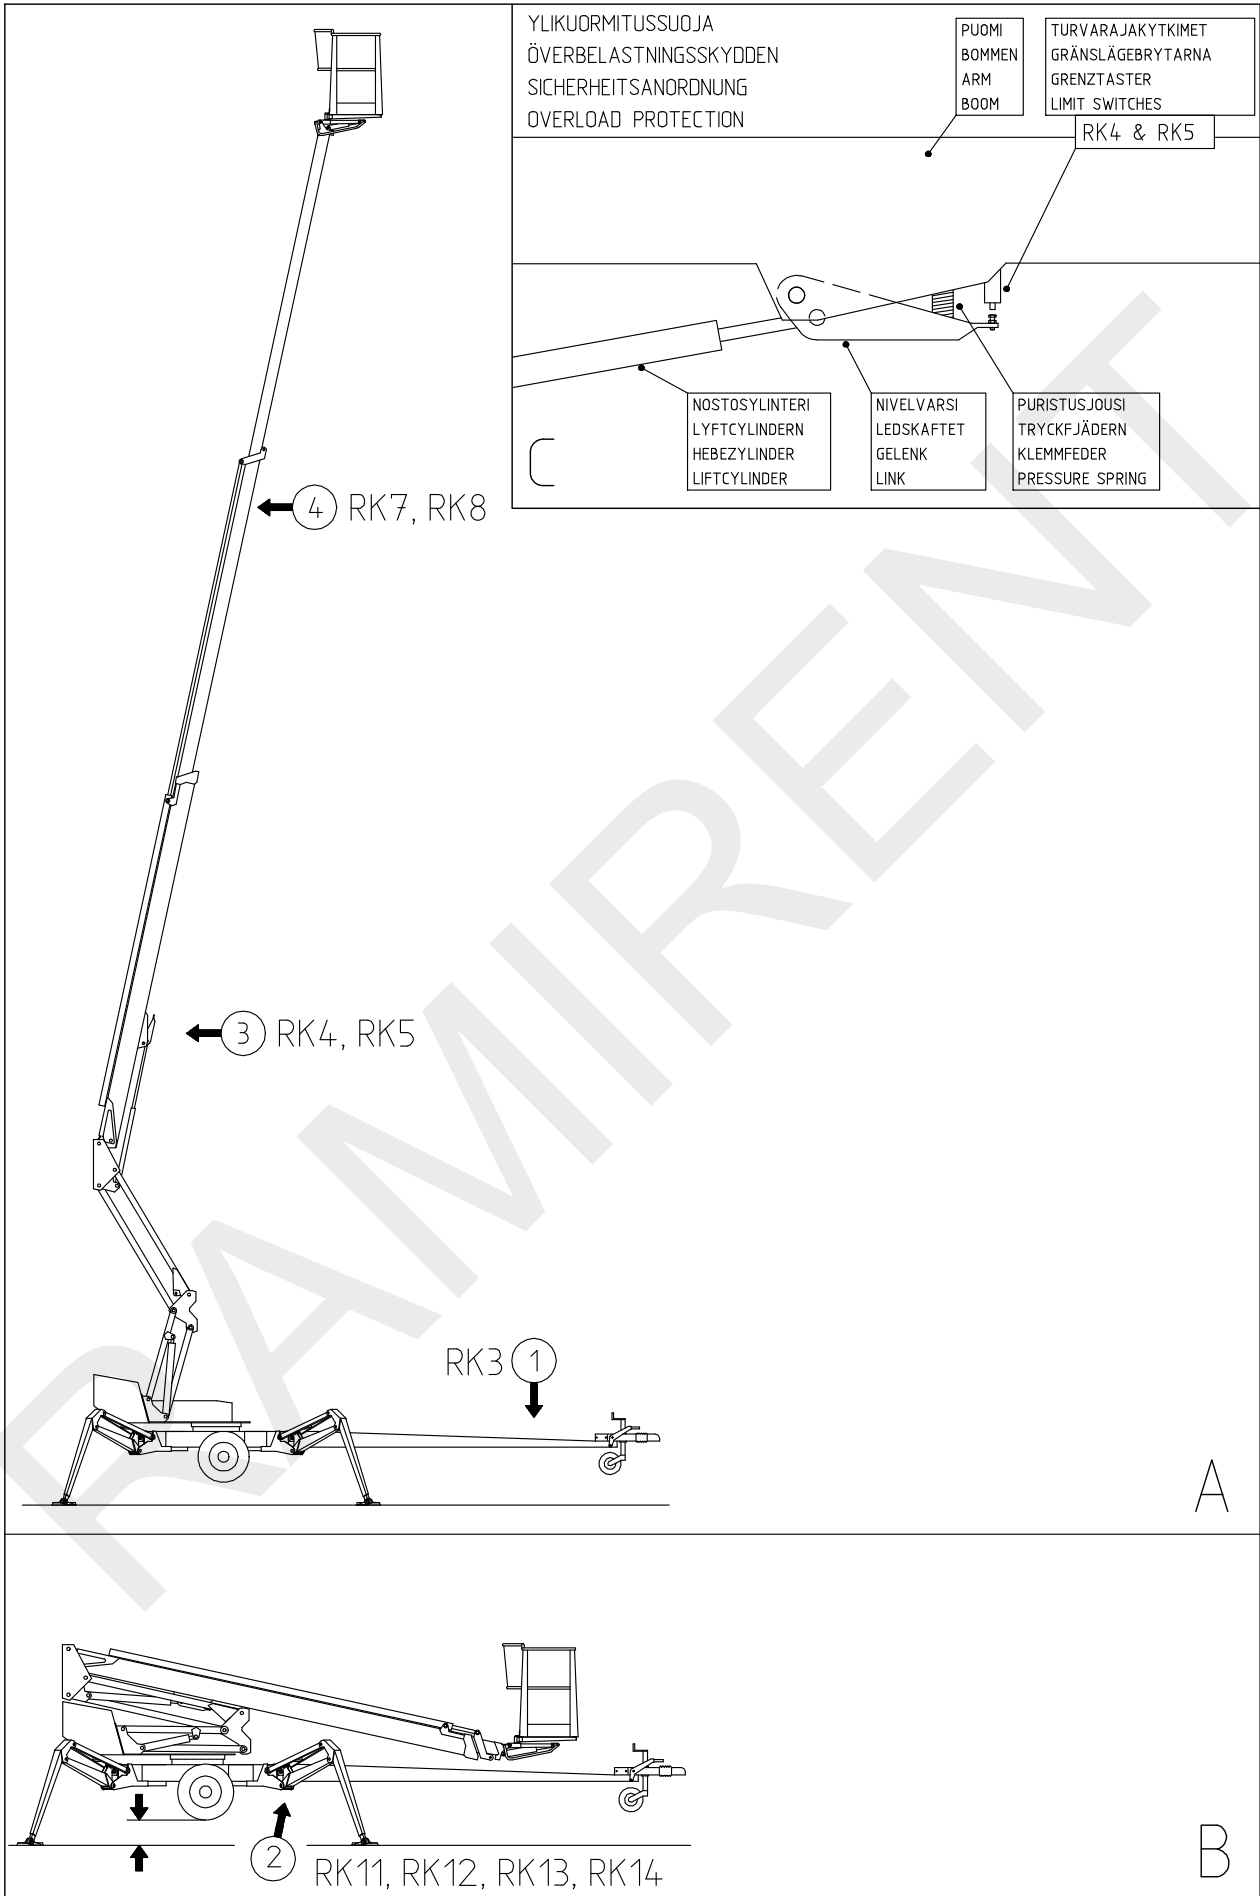 YLIKUORMITUSSUOJA
ÖVERBELASTNINGSSKYDDEN
SICHERHEITSANORDNUNG
OVERLOAD PROTECTION
PUOMI
BOMMEN
ARM
BOOM
TURVARAJAKYTKIMET
GRÄNSLÄGEBRYTARNA
GRENZTASTER
LIMIT SWITCHES
RK4 & RK5
NOSTOSYLINTERI
LYFTCYLINDERN
HEBEZYLINDER
LIFTCYLINDER
NIVELVARSI
LEDSKAFTET
GELENK
LINK
PURISTUSJOUSI
TRYCKFJÄDERN
KLEMMFEDER
PRESSURE SPRING
C
4 RK7, RK8
3 RK4, RK5
RK3 1
A
2 RK11, RK12, RK13, RK14
B
RAMIRENT